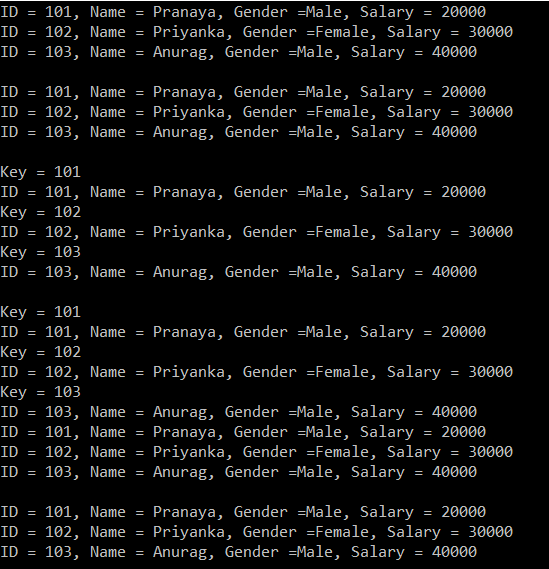 ID = 101, Name = Pranaya, Gender =Male, Salary = 20000
ID = 102, Name = Priyanka, Gender =Female, Salary = 30000
ID = 103, Name = Anurag, Gender =Male, Salary = 40000

ID = 101, Name = Pranaya, Gender =Male, Salary = 20000
ID = 102, Name = Priyanka, Gender =Female, Salary = 30000
ID = 103, Name = Anurag, Gender =Male, Salary = 40000

Key = 101
ID = 101, Name = Pranaya, Gender =Male, Salary = 20000
Key = 102
ID = 102, Name = Priyanka, Gender =Female, Salary = 30000
Key = 103
ID = 103, Name = Anurag, Gender =Male, Salary = 40000

Key = 101
ID = 101, Name = Pranaya, Gender =Male, Salary = 20000
Key = 102
ID = 102, Name = Priyanka, Gender =Female, Salary = 30000
Key = 103
ID = 103, Name = Anurag, Gender =Male, Salary = 40000
ID = 101, Name = Pranaya, Gender =Male, Salary = 20000
ID = 102, Name = Priyanka, Gender =Female, Salary = 30000
ID = 103, Name = Anurag, Gender =Male, Salary = 40000

ID = 101, Name = Pranaya, Gender =Male, Salary = 20000
ID = 102, Name = Priyanka, Gender =Female, Salary = 30000
ID = 103, Name = Anurag, Gender =Male, Salary = 40000